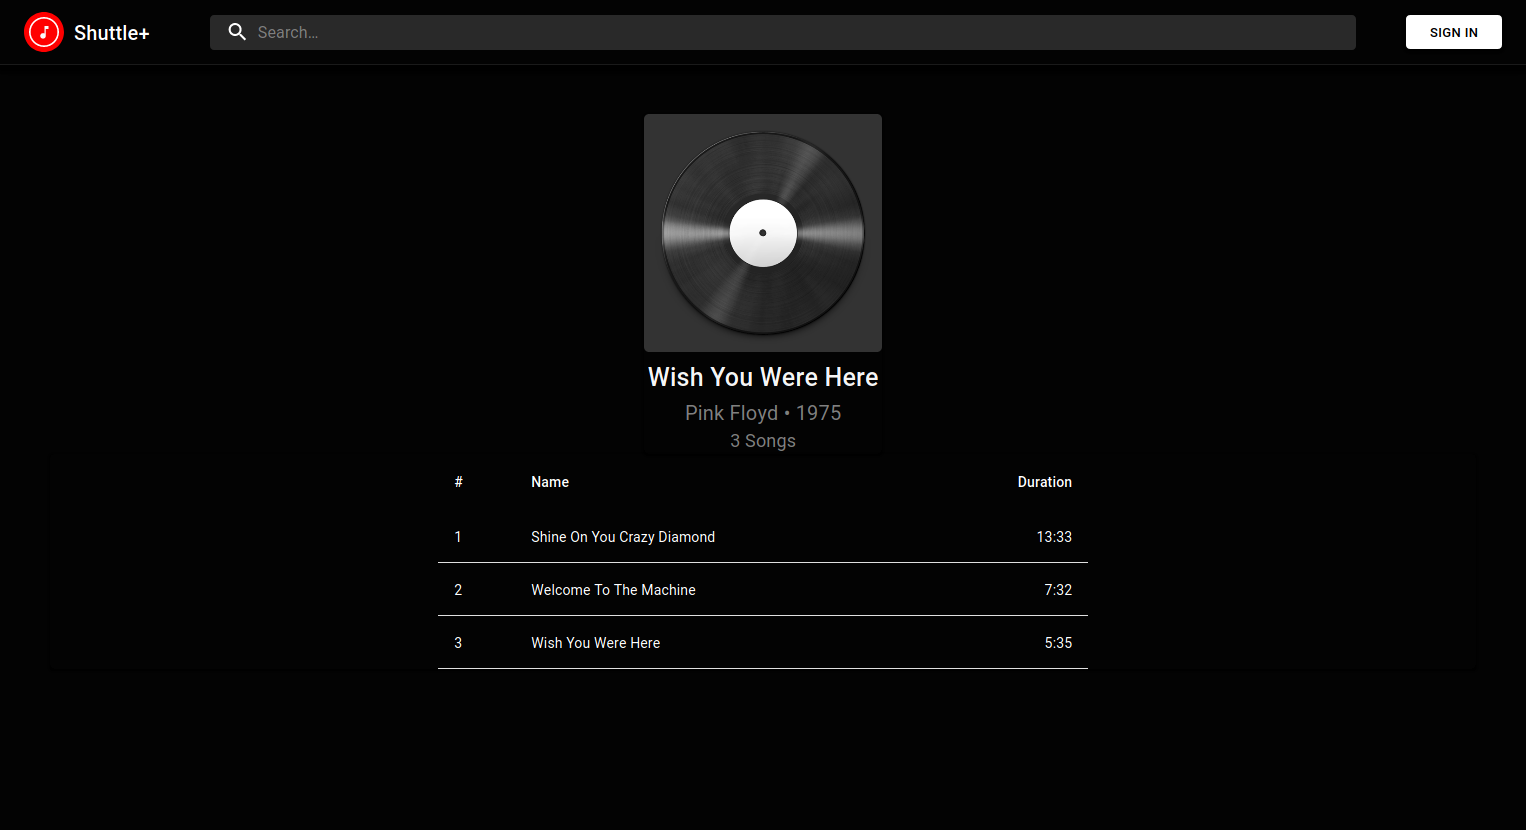 Shuttle+
Search…
SIGN IN
Wish You Were Here
Pink Floyd • 1975
3 Songs
# Name Duration
1 Shine On You Crazy Diamond 13:33
2 Welcome To The Machine 7:32
3 Wish You Were Here 5:35